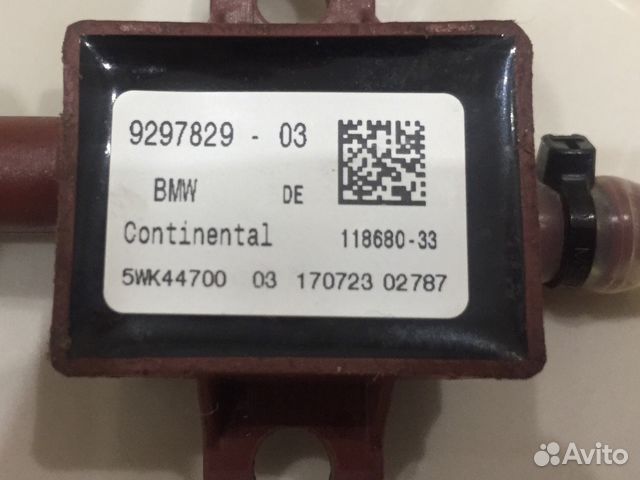 9297829 - 03
BMW DE
Continental 118680-33
5WK44700 03 170723 02787
Avito